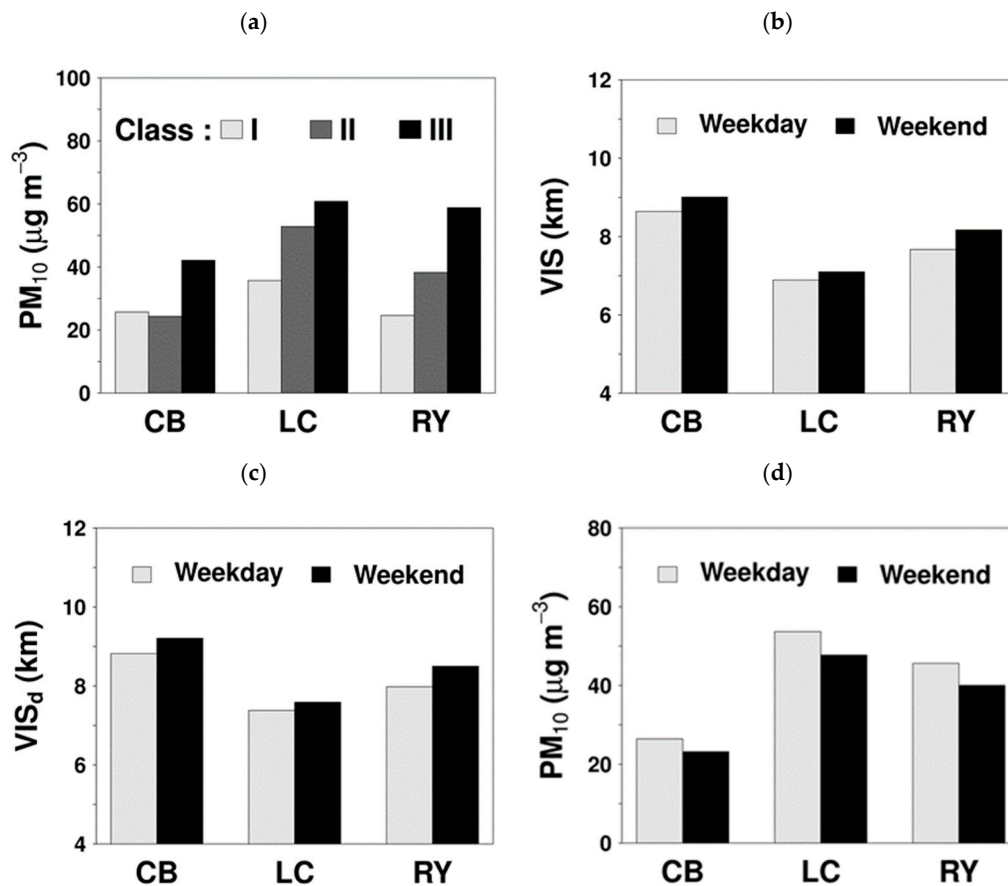 (a)
100
80
60
40
20
0
PM₁₀ (μg m⁻³)
Class : I II III
CB LC RY
(b)
12
10
8
6
4
VIS (km)
Weekday Weekend
CB LC RY
(c)
12
10
8
6
4
VIS_d (km)
Weekday Weekend
CB LC RY
(d)
80
60
40
20
0
PM₁₀ (μg m⁻³)
Weekday Weekend
CB LC RY